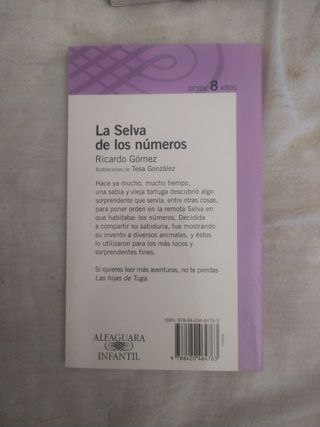 DESDE 8 AÑOS
La Selva
de los números
Ricardo Gómez
Ilustraciones de Tesa González
Hace ya mucho, mucho tiempo,
una sabia y vieja tortuga descubrió algo
sorprendente que servía, entre otras cosas,
para poner orden en la remota Selva en
que habitaba: los números. Decidida
a compartir su sabiduría, fue mostrando
su invento a diversos animales, y éstos
lo utilizaron para los más locos y
sorprendentes fines.
Si quieres leer más aventuras, no te pierdas
Las hijas de Tuga.
ALFAGUARA
INFANTIL
9 788420 464763